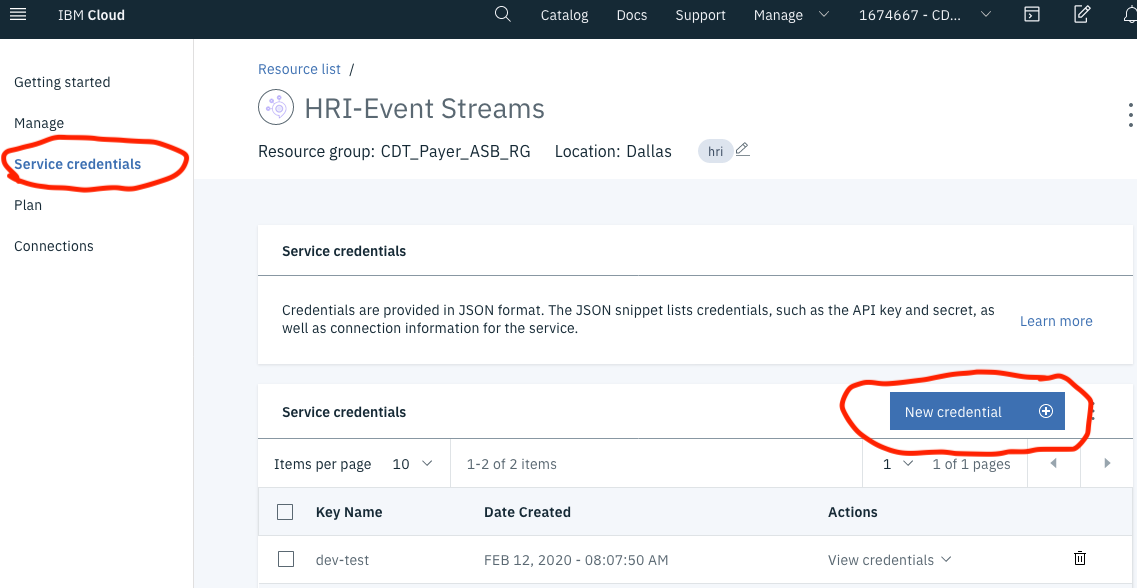 IBM Cloud Catalog Docs Support Manage 1674667 - CD...
Getting started
Manage
Service credentials
Plan
Connections
Resource list /
HRI-Event Streams
Resource group: CDT_Payer_ASB_RG Location: Dallas hri
Service credentials
Credentials are provided in JSON format. The JSON snippet lists credentials, such as the API key and secret, as
well as connection information for the service.
Learn more
Service credentials New credential
Items per page 10 1-2 of 2 items 1 1 of 1 pages
Key Name Date Created Actions
dev-test FEB 12, 2020 - 08:07:50 AM View credentials